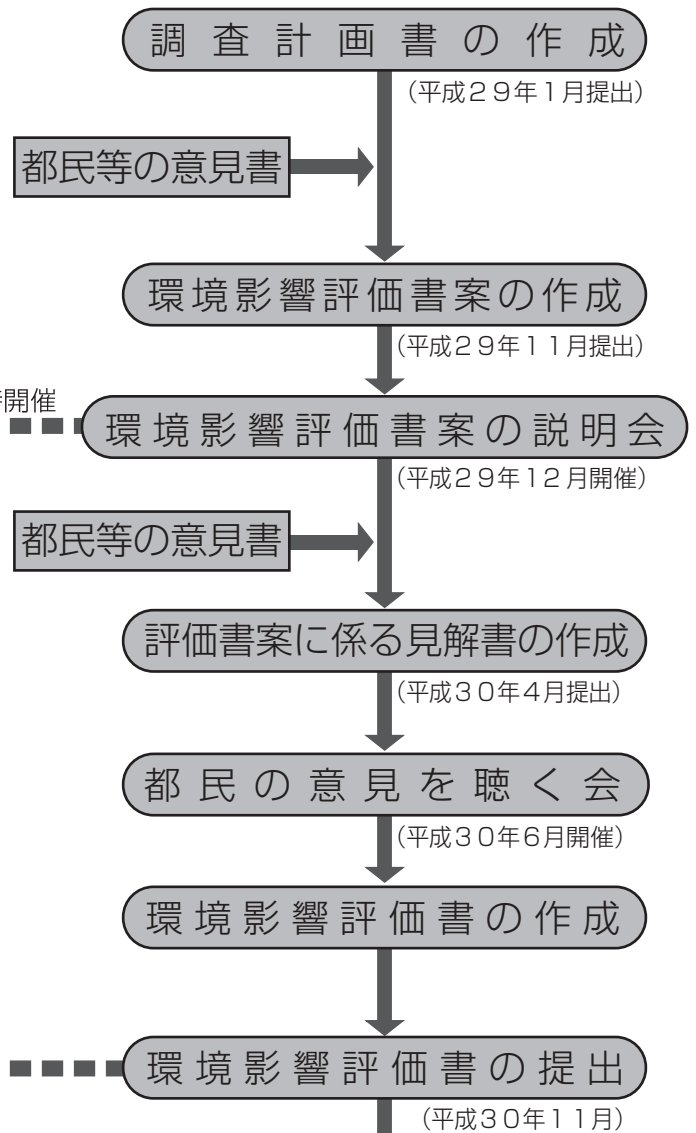 調査計画書の作成
（平成２９年１月提出）
都民等の意見書
環境影響評価書案の作成
（平成２９年１１月提出）
開催
環境影響評価書案の説明会
（平成２９年１２月開催）
都民等の意見書
評価書案に係る見解書の作成
（平成３０年４月提出）
都民の意見を聴く会
（平成３０年６月開催）
環境影響評価書の作成
環境影響評価書の提出
（平成３０年１１月）